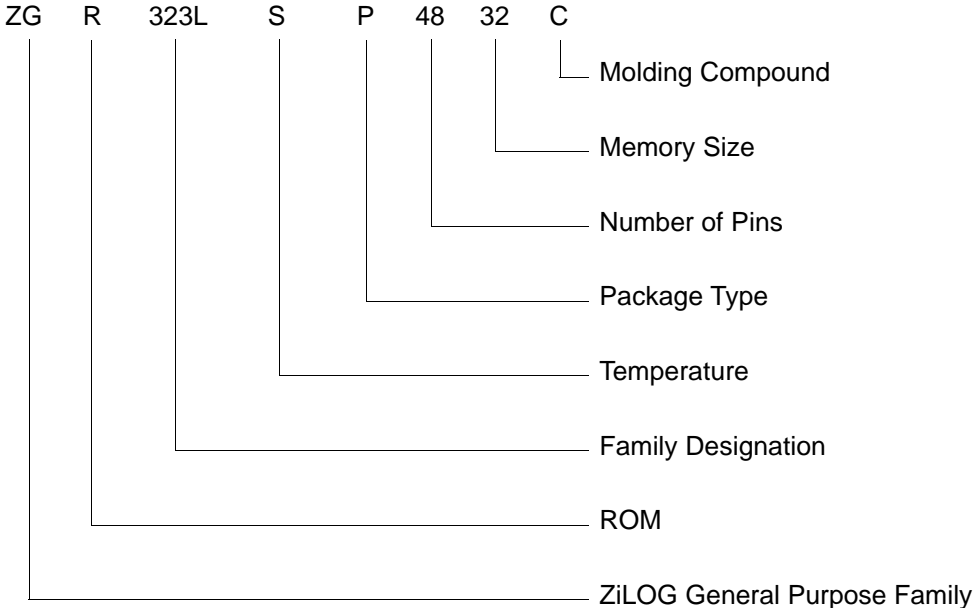 ZG R 323L S P 48 32 C
Molding Compound
Memory Size
Number of Pins
Package Type
Temperature
Family Designation
ROM
ZiLOG General Purpose Family